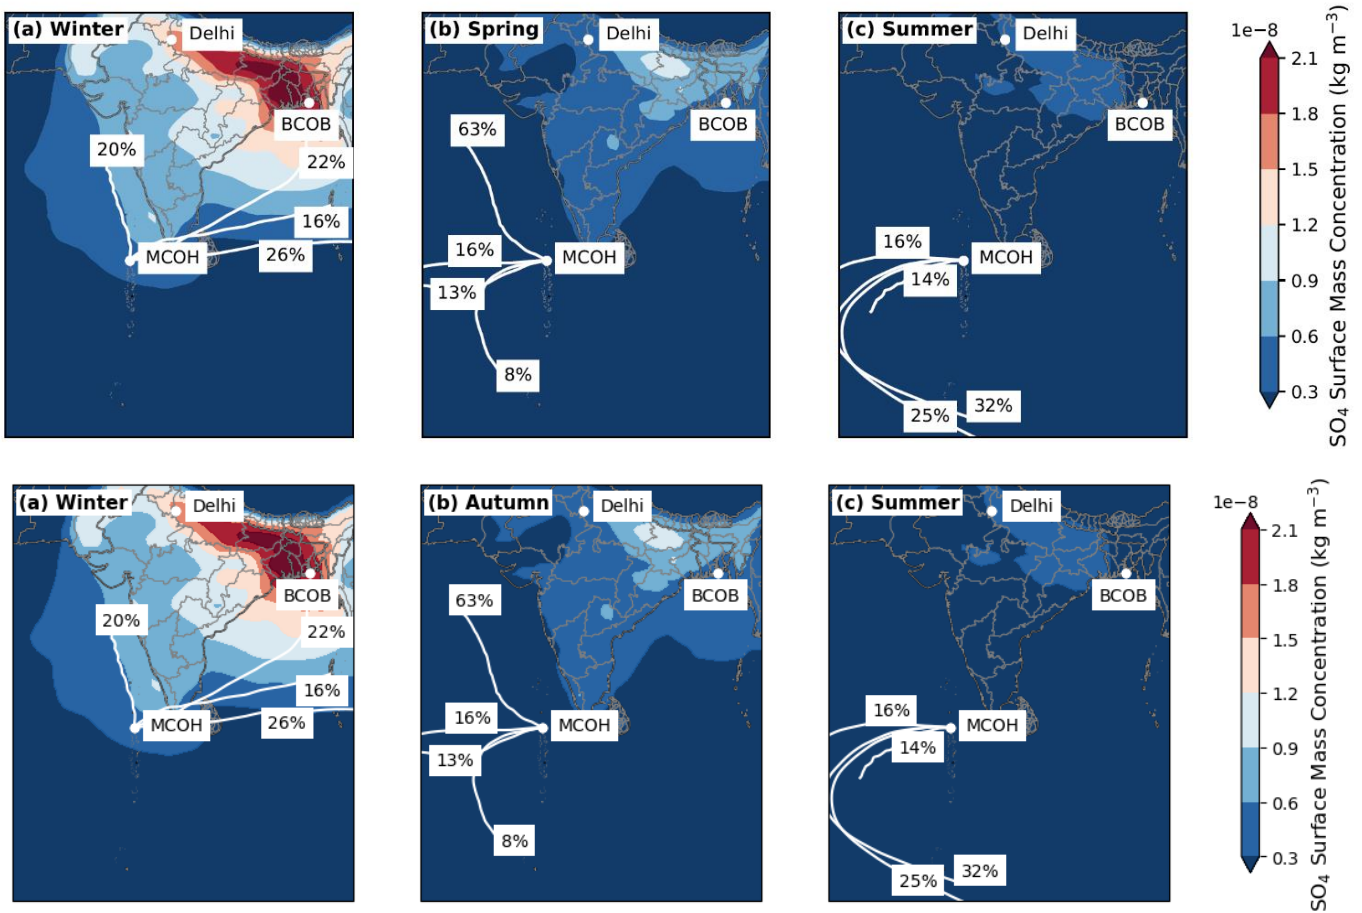 (a) Winter
Delhi
BCOB
20%
22%
16%
26%
MCOH
(b) Spring
Delhi
BCOB
63%
16%
MCOH
13%
8%
(c) Summer
Delhi
BCOB
16%
MCOH
14%
32%
25%
1e−8
2.1
1.8
1.5
1.2
0.9
0.6
0.3
SO₄ Surface Mass Concentration (kg m⁻³)
(a) Winter
Delhi
BCOB
20%
22%
16%
26%
MCOH
(b) Autumn
Delhi
BCOB
63%
16%
MCOH
13%
8%
(c) Summer
Delhi
BCOB
16%
MCOH
14%
32%
25%
1e−8
2.1
1.8
1.5
1.2
0.9
0.6
0.3
SO₄ Surface Mass Concentration (kg m⁻³)